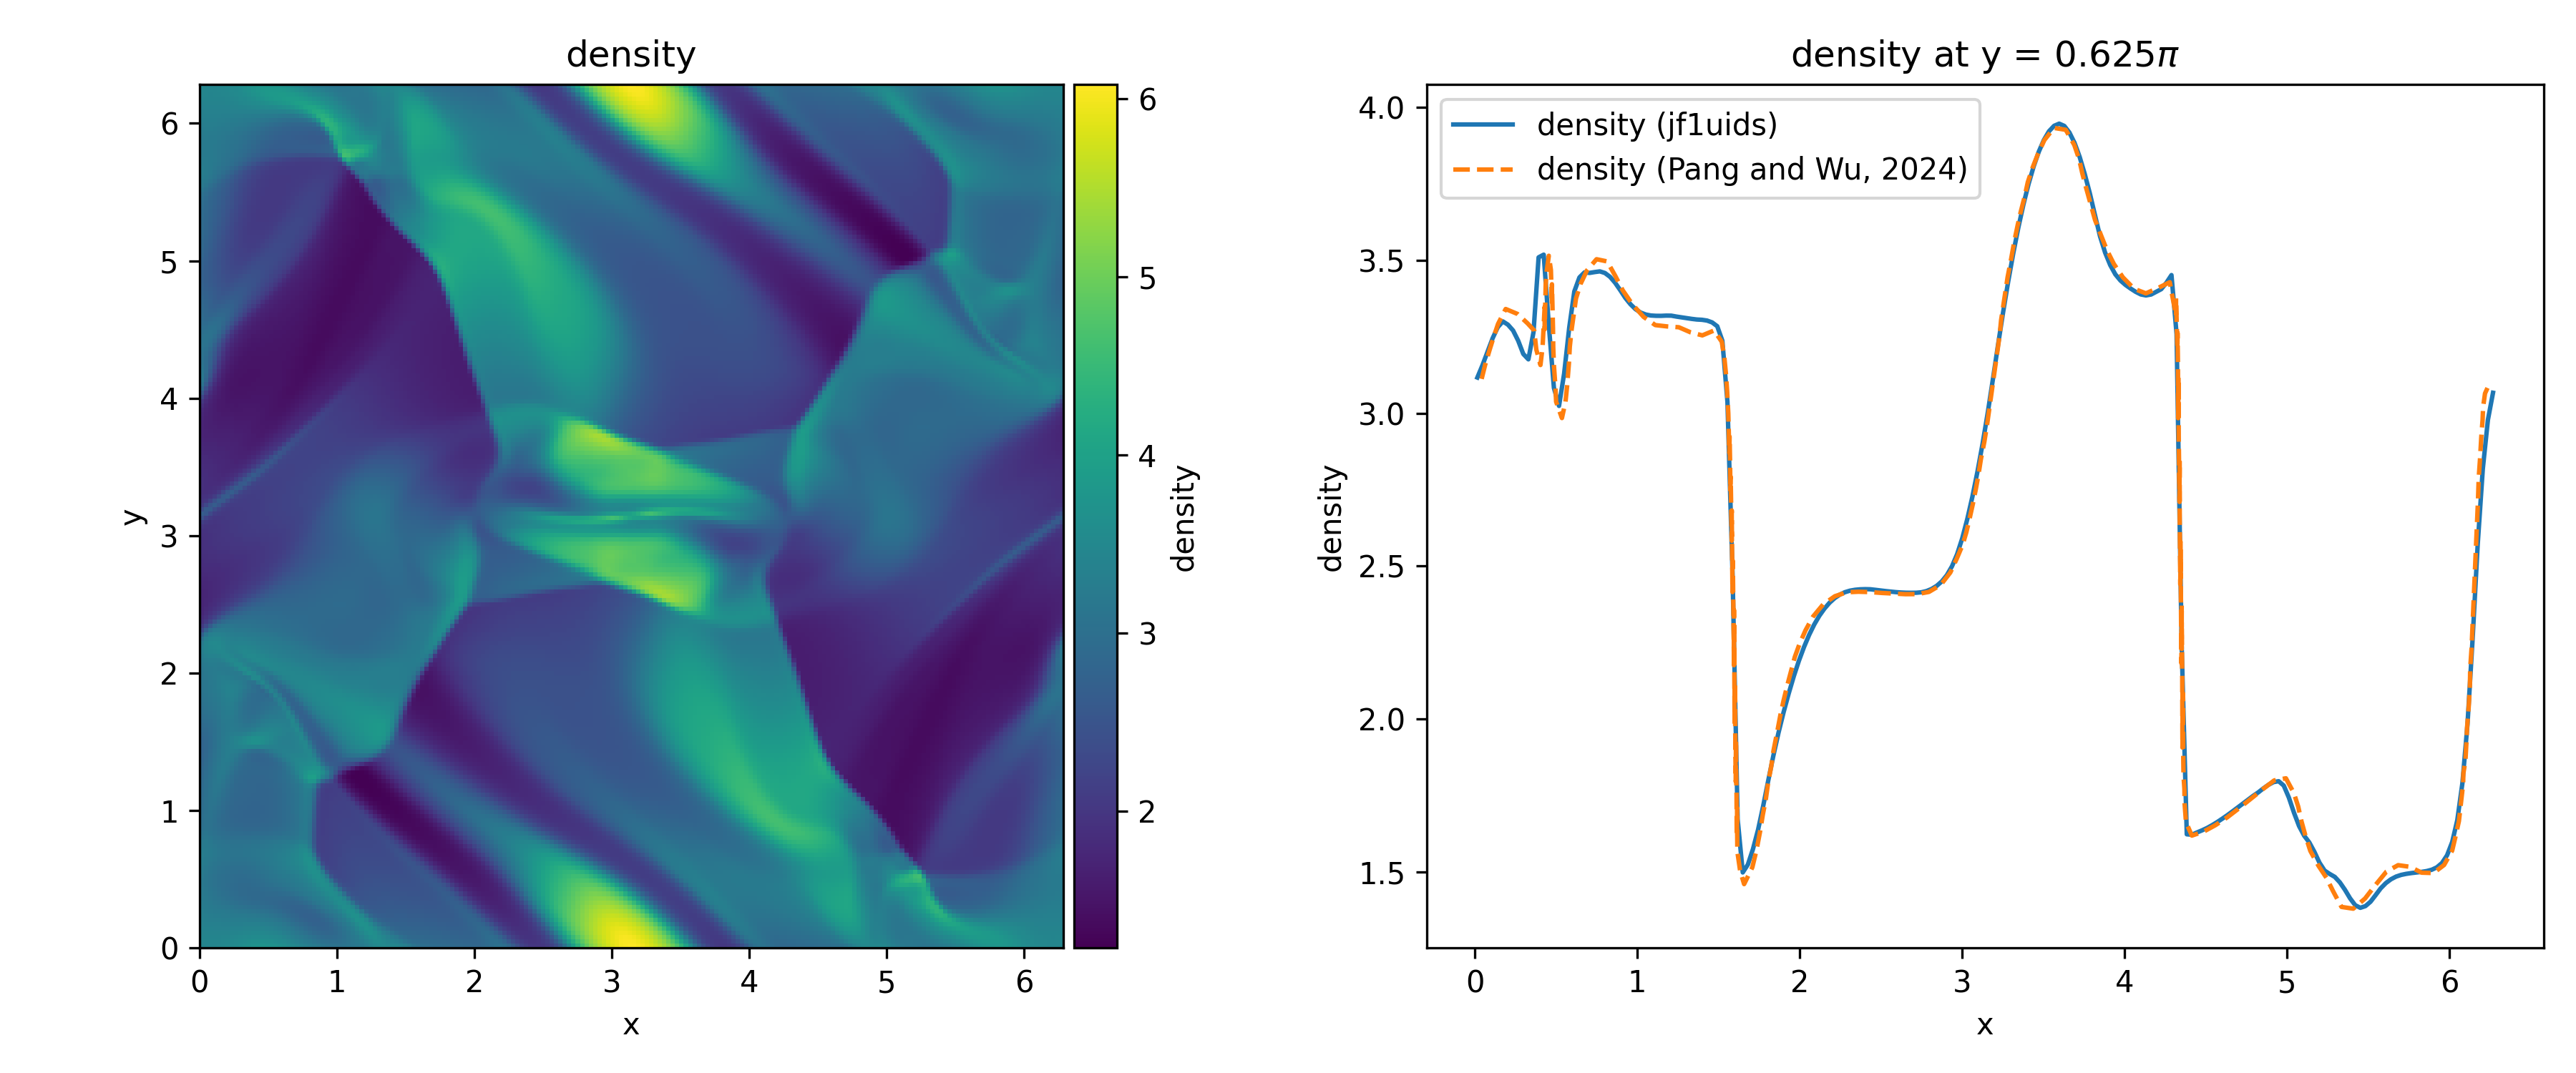 density
6
5
4
3
2
1
0
y
0 1 2 3 4 5 6
x
6
5
4
3
2
density
density at y = 0.625π
density (jf1uids)
density (Pang and Wu, 2024)
4.0
3.5
3.0
2.5
2.0
1.5
density
0 1 2 3 4 5 6
x